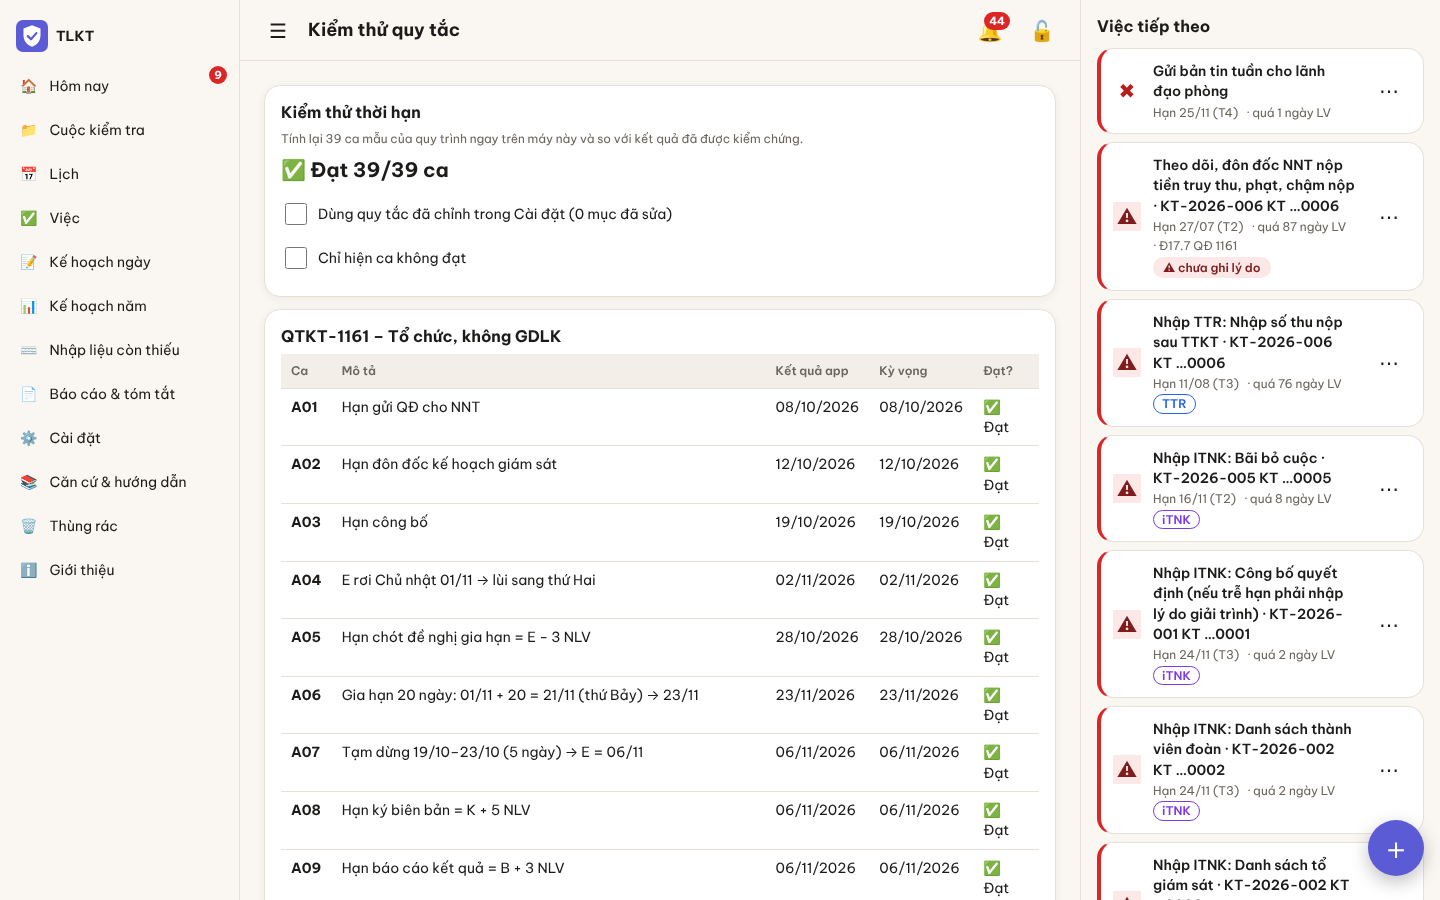 TLKT
Hôm nay
9
Cuộc kiểm tra
Lịch
Việc
Kế hoạch ngày
Kế hoạch năm
Nhập liệu còn thiếu
Báo cáo & tóm tắt
Cài đặt
Căn cứ & hướng dẫn
Thùng rác
Giới thiệu
☰ Kiểm thử quy tắc
44
Kiểm thử thời hạn
Tính lại 39 ca mẫu của quy trình ngay trên máy này và so với kết quả đã được kiểm chứng.
✅ Đạt 39/39 ca
Dùng quy tắc đã chỉnh trong Cài đặt (0 mục đã sửa)
Chỉ hiện ca không đạt
QTKT-1161 – Tổ chức, không GDLK
Ca Mô tả Kết quả app Kỳ vọng Đạt?
A01 Hạn gửi QĐ cho NNT 08/10/2026 08/10/2026 ✅ Đạt
A02 Hạn đôn đốc kế hoạch giám sát 12/10/2026 12/10/2026 ✅ Đạt
A03 Hạn công bố 19/10/2026 19/10/2026 ✅ Đạt
A04 E rơi Chủ nhật 01/11 → lùi sang thứ Hai 02/11/2026 02/11/2026 ✅ Đạt
A05 Hạn chót đề nghị gia hạn = E − 3 NLV 28/10/2026 28/10/2026 ✅ Đạt
A06 Gia hạn 20 ngày: 01/11 + 20 = 21/11 (thứ Bảy) → 23/11 23/11/2026 23/11/2026 ✅ Đạt
A07 Tạm dừng 19/10–23/10 (5 ngày) → E = 06/11 06/11/2026 06/11/2026 ✅ Đạt
A08 Hạn ký biên bản = K + 5 NLV 06/11/2026 06/11/2026 ✅ Đạt
A09 Hạn báo cáo kết quả = B + 3 NLV 06/11/2026 06/11/2026 ✅ Đạt
Việc tiếp theo
Gửi bản tin tuần cho lãnh
đạo phòng
Hạn 25/11 (T4) · quá 1 ngày LV
Theo dõi, đôn đốc NNT nộp
tiền truy thu, phạt, chậm nộp
· KT-2026-006 KT …0006
Hạn 27/07 (T2) · quá 87 ngày LV
· Đ17.7 QĐ 1161
⚠ chưa ghi lý do
Nhập TTR: Nhập số thu nộp
sau TTKT · KT-2026-006
KT …0006
Hạn 11/08 (T3) · quá 76 ngày LV
TTR
Nhập ITNK: Bãi bỏ cuộc ·
KT-2026-005 KT …0005
Hạn 16/11 (T2) · quá 8 ngày LV
iTNK
Nhập ITNK: Công bố quyết
định (nếu trễ hạn phải nhập
lý do giải trình) · KT-2026-
001 KT …0001
Hạn 24/11 (T3) · quá 2 ngày LV
iTNK
Nhập ITNK: Danh sách thành
viên đoàn · KT-2026-002
KT …0002
Hạn 24/11 (T3) · quá 2 ngày LV
iTNK
Nhập ITNK: Danh sách tổ
giám sát · KT-2026-002 KT
+